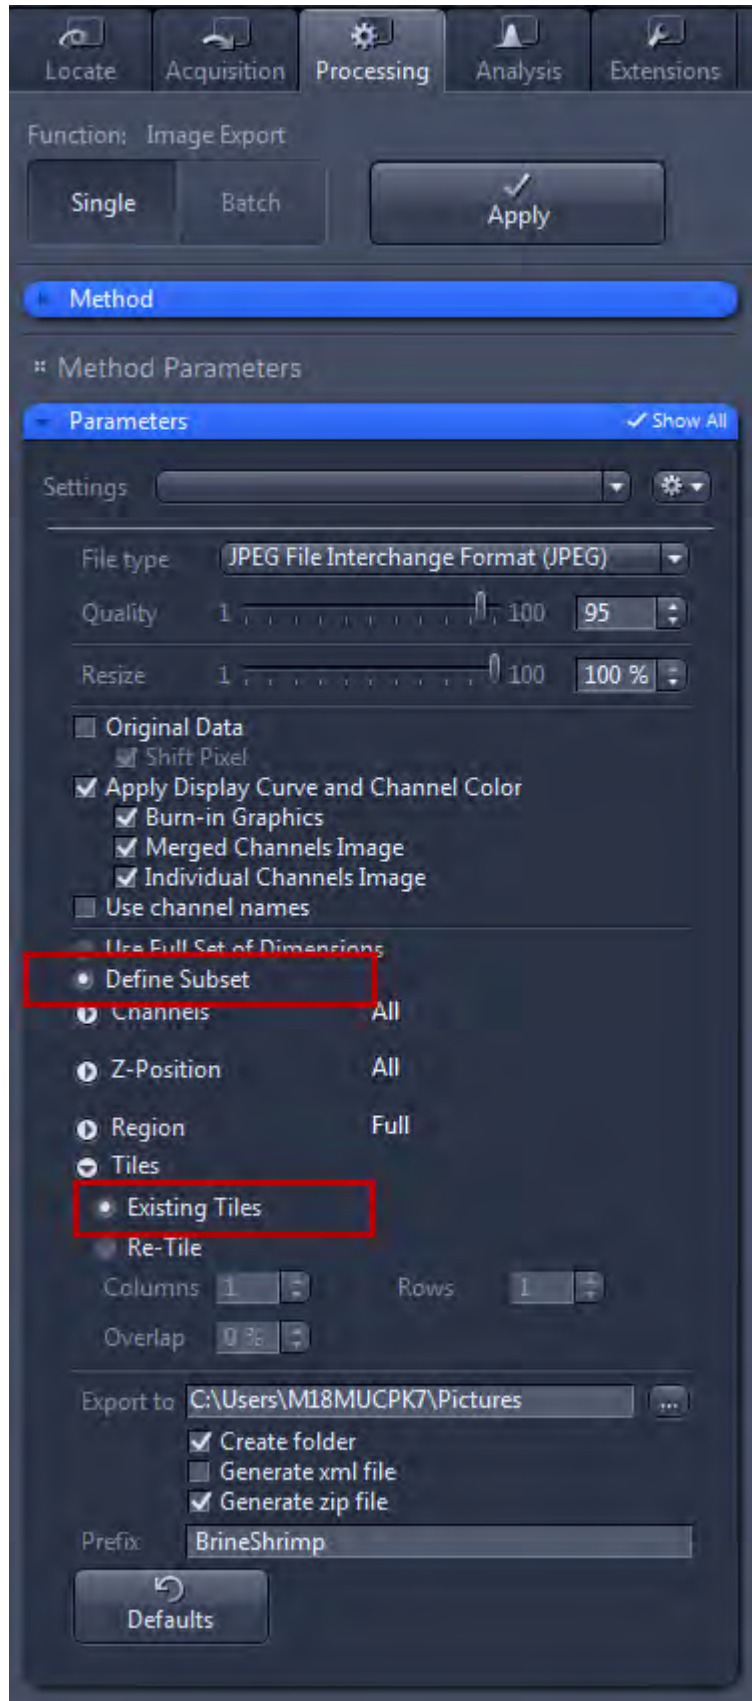 Locate Acquisition Processing Analysis Extensions
Function: Image Export
Single Batch Apply
Method
Method Parameters
Parameters Show All
Settings
File type JPEG File Interchange Format (JPEG)
Quality 1 100 95
Resize 1 100 100 %
Original Data
Shift Pixel
Apply Display Curve and Channel Color
Burn-in Graphics
Merged Channels Image
Individual Channels Image
Use channel names
Use Full Set of Dimensions
Define Subset
Channels All
Z-Position All
Region Full
Tiles
Existing Tiles
Re-Tile
Columns 1 Rows 1
Overlap 0 %
Export to C:\Users\M18MUCPK7\Pictures ...
Create folder
Generate xml file
Generate zip file
Prefix BrineShrimp
Defaults